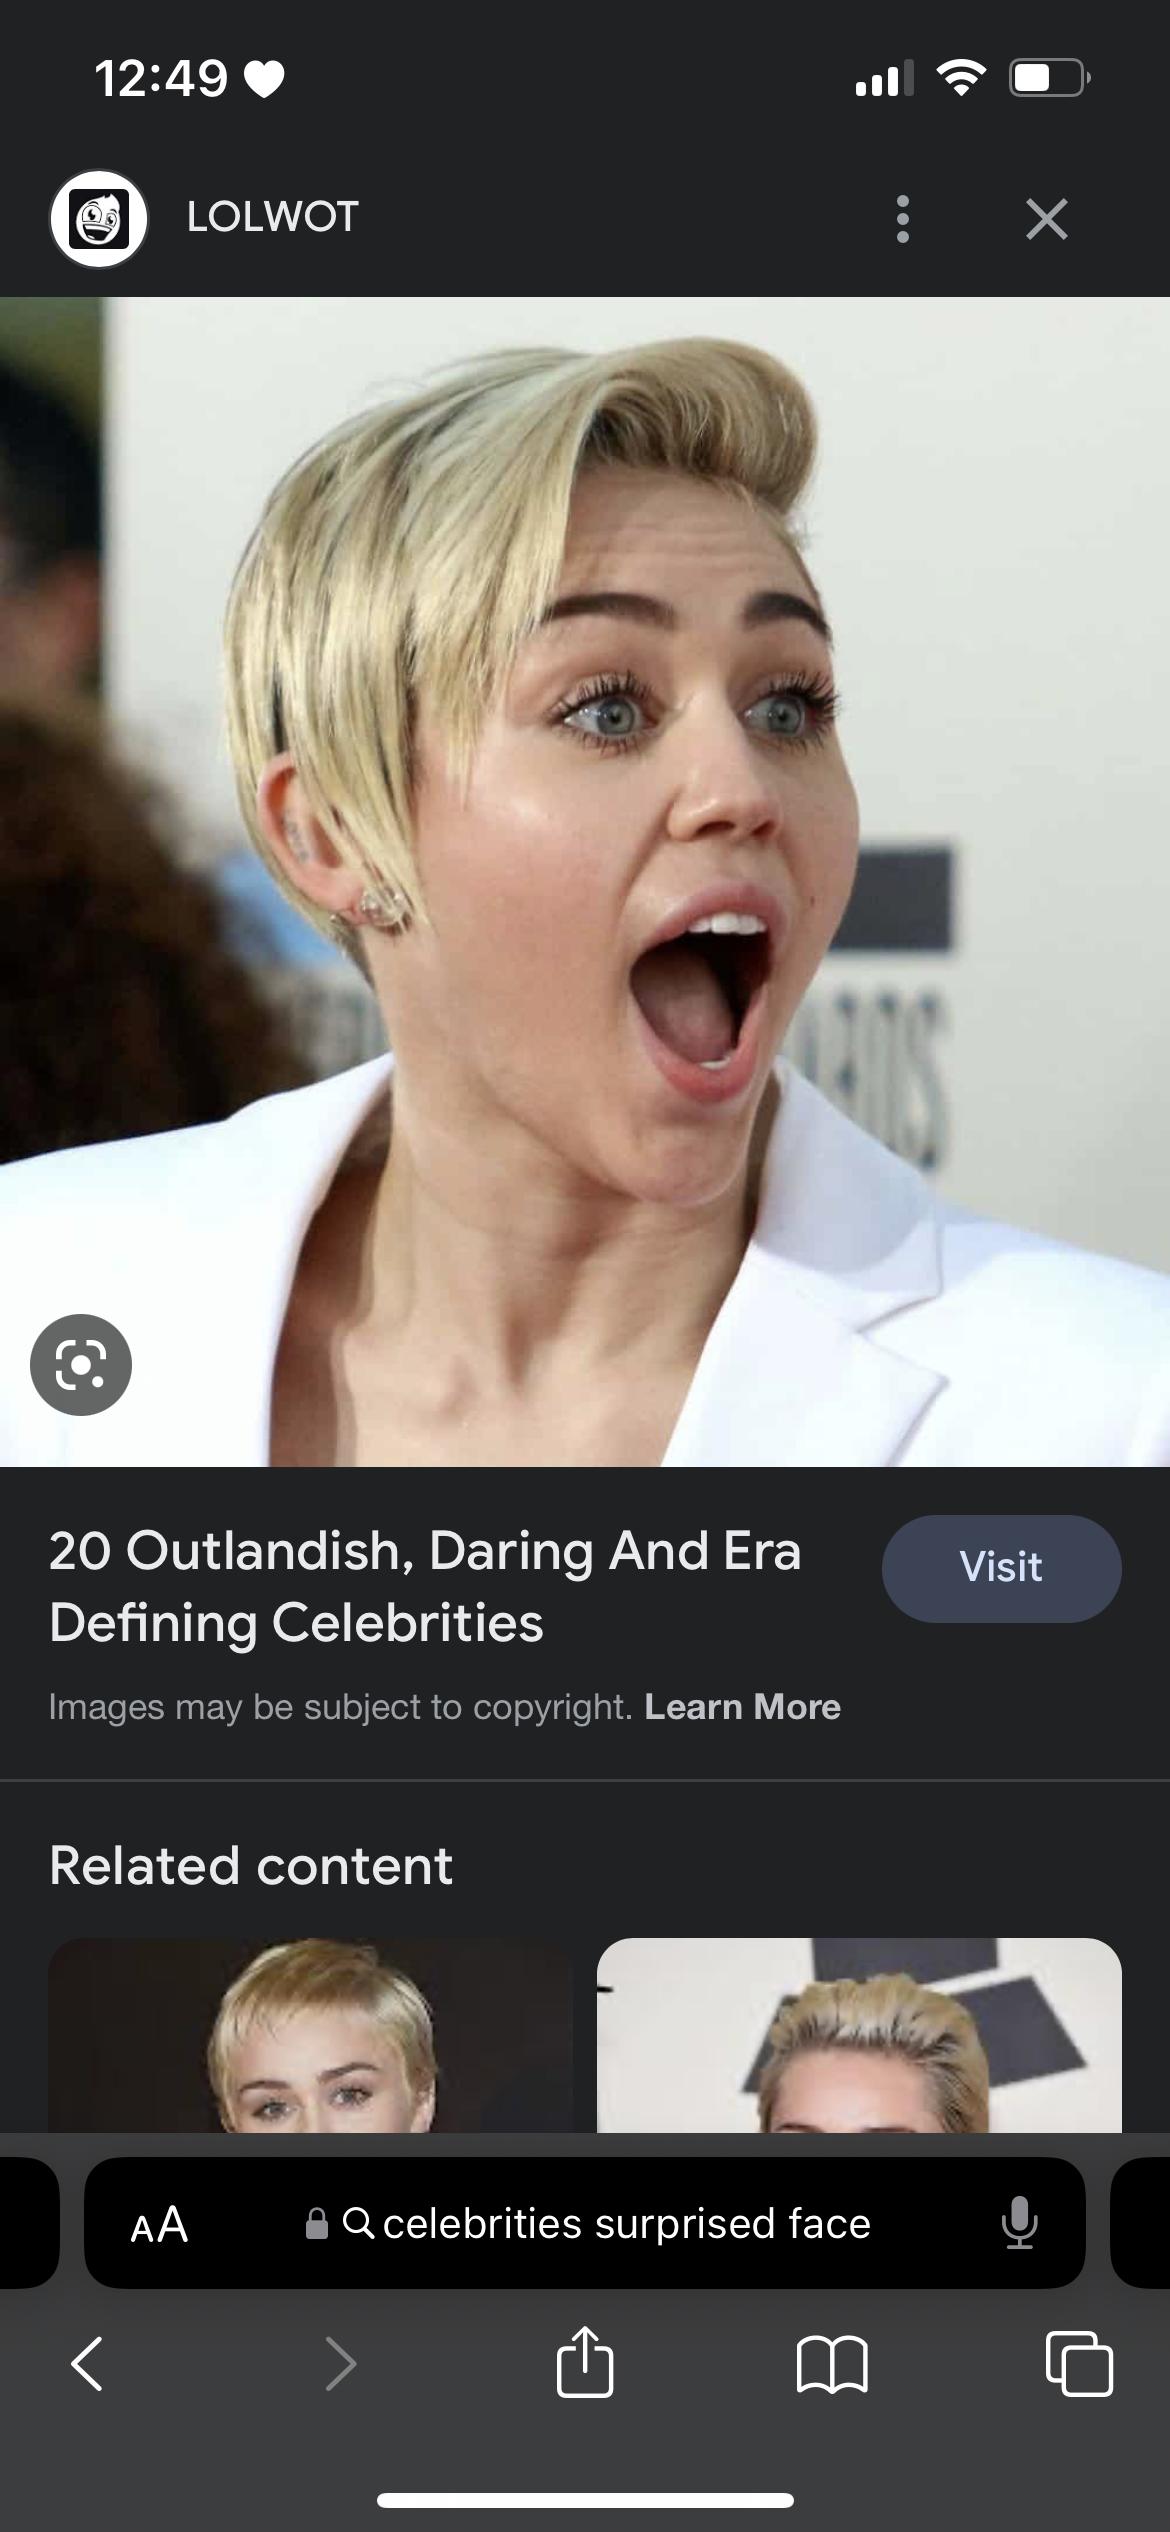 12:49
LOLWOT
20 Outlandish, Daring And Era
Defining Celebrities
Visit
Images may be subject to copyright. Learn More
Related content
AA
celebrities surprised face